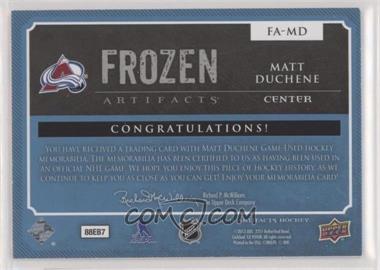 FA-MD
FROZEN
ARTIFACTS
MATT
DUCHENE
CENTER
CONGRATULATIONS!
YOU HAVE RECEIVED A TRADING CARD WITH MATT DUCHENE GAME-USED HOCKEY
MEMORABILIA. THE MEMORABILIA HAS BEEN CERTIFIED TO US AS HAVING BEEN USED IN AN
OFFICIAL NHL GAME. WE HOPE YOU ENJOY THIS PIECE OF HOCKEY HISTORY, AS
WE CONTINUE TO KEEP YOU AS CLOSE AS YOU CAN GET! ENJOY YOUR MEMORABILIA CARD!
Richard P. McWilliam
The Upper Deck Company
88EB7
NHL
UPPER DECK